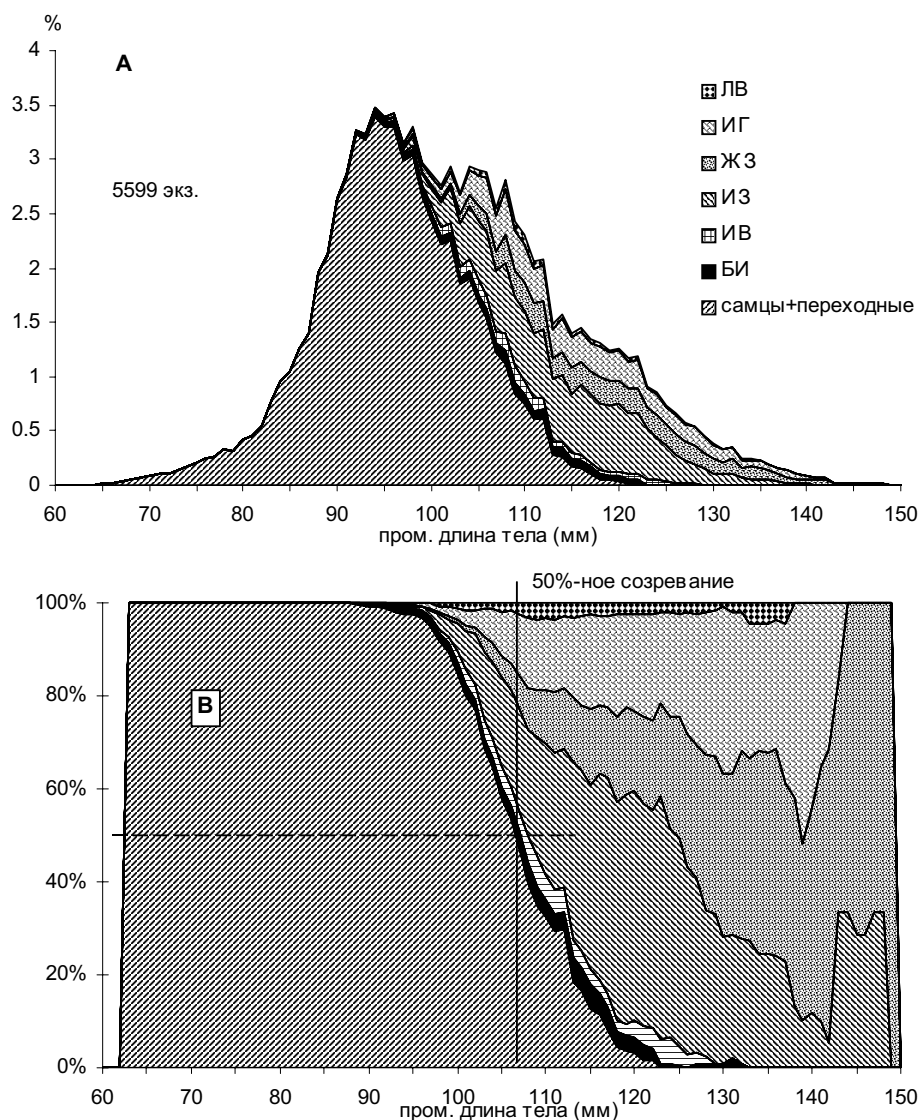 %
4
3.5
3
2.5
2
1.5
1
0.5
0
А
5599 экз.
ЛВ
ИГ
ЖЗ
ИЗ
ИВ
БИ
самцы+переходные
60 70 80 90 100 110 120 130 140 150
пром. длина тела (мм)
50%-ное созревание
100%
80%
60%
40%
20%
0%
В
60 70 80 90 100 110 120 130 140 150
пром. длина тела (мм)